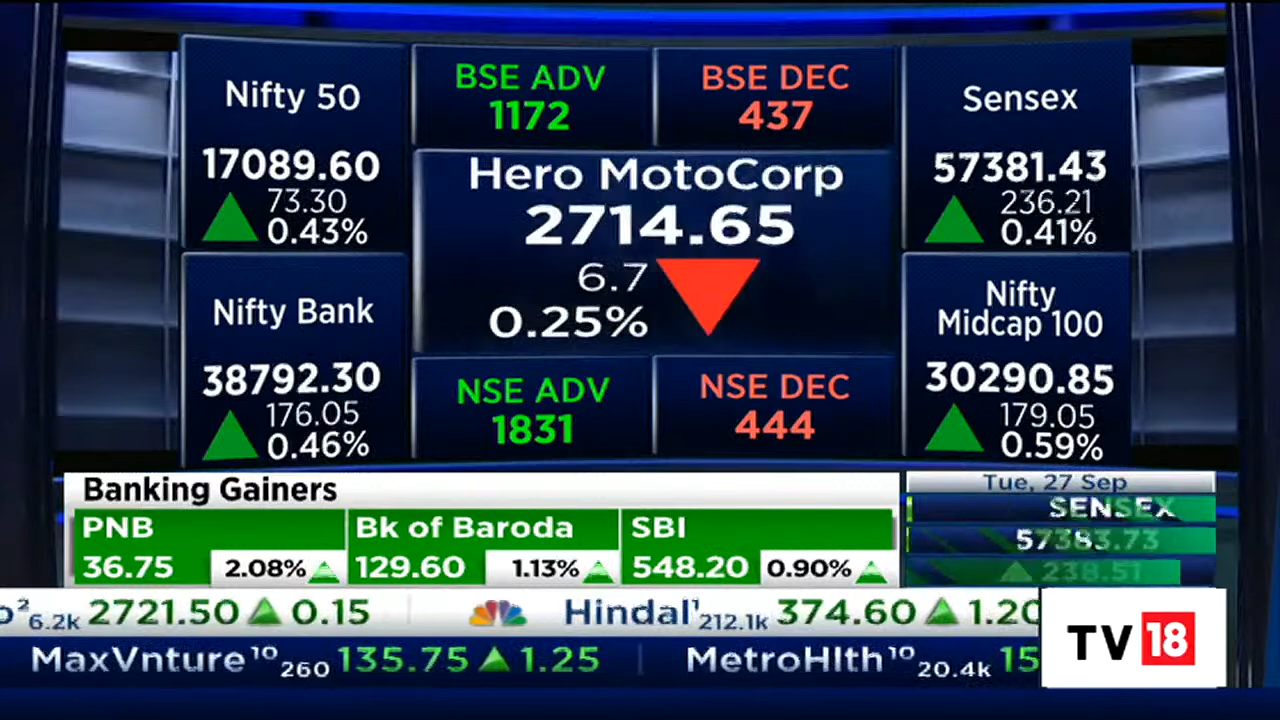 Nifty 50
17089.60
73.30
0.43%
BSE ADV
1172
BSE DEC
437
Sensex
57381.43
236.21
0.41%
Hero MotoCorp
2714.65
6.7
0.25%
Nifty Bank
38792.30
176.05
0.46%
NSE ADV
1831
NSE DEC
444
Nifty
Midcap 100
30290.85
179.05
0.59%
Banking Gainers
PNB
36.75 2.08%
Bk of Baroda
129.60 1.13%
SBI
548.20 0.90%
Tue, 27 Sep
SENSEX
57383.73
238.51
o² 6.2k 2721.50 0.15 Hindal¹ 212.1k 374.60 1.20
MaxVnture¹⁰ 260 135.75 1.25 MetroHlth¹⁰ 20.4k 15
TV18